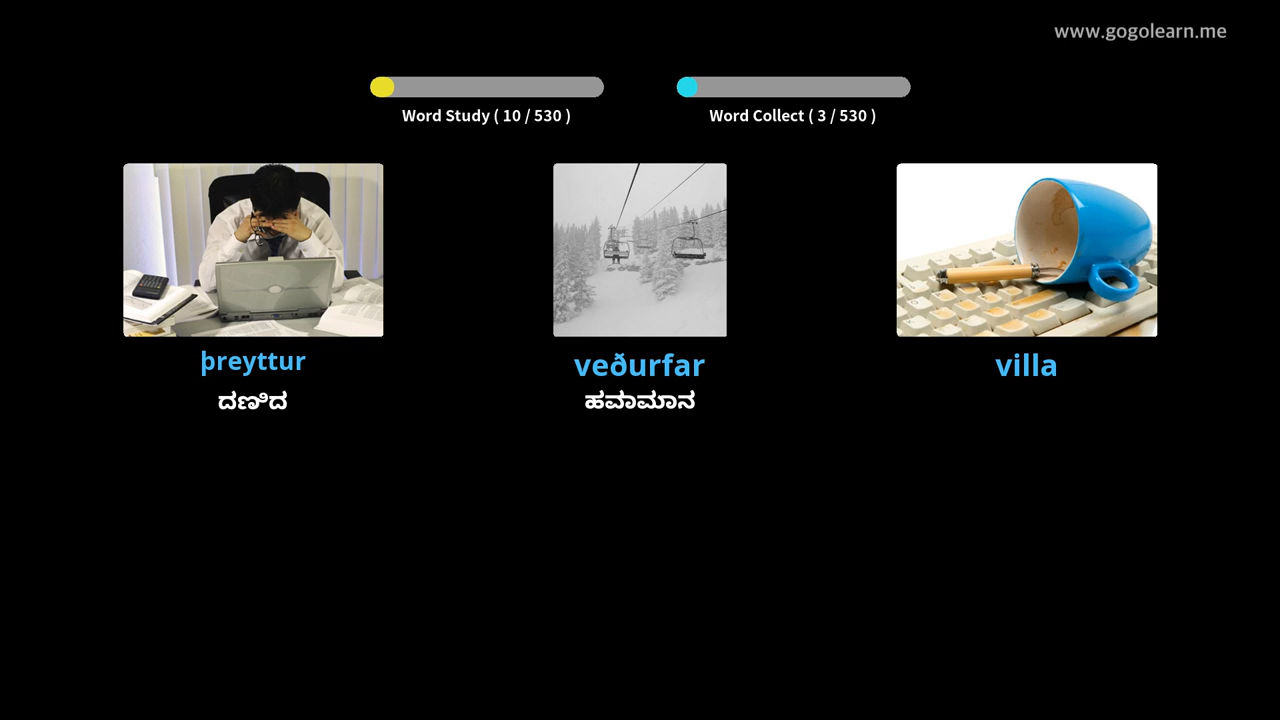 www.gogolearn.me
Word Study ( 10 / 530 )
Word Collect ( 3 / 530 )
þreyttur
veðurfar
villa
ದಣಿದ
ಹವಾಮಾನ